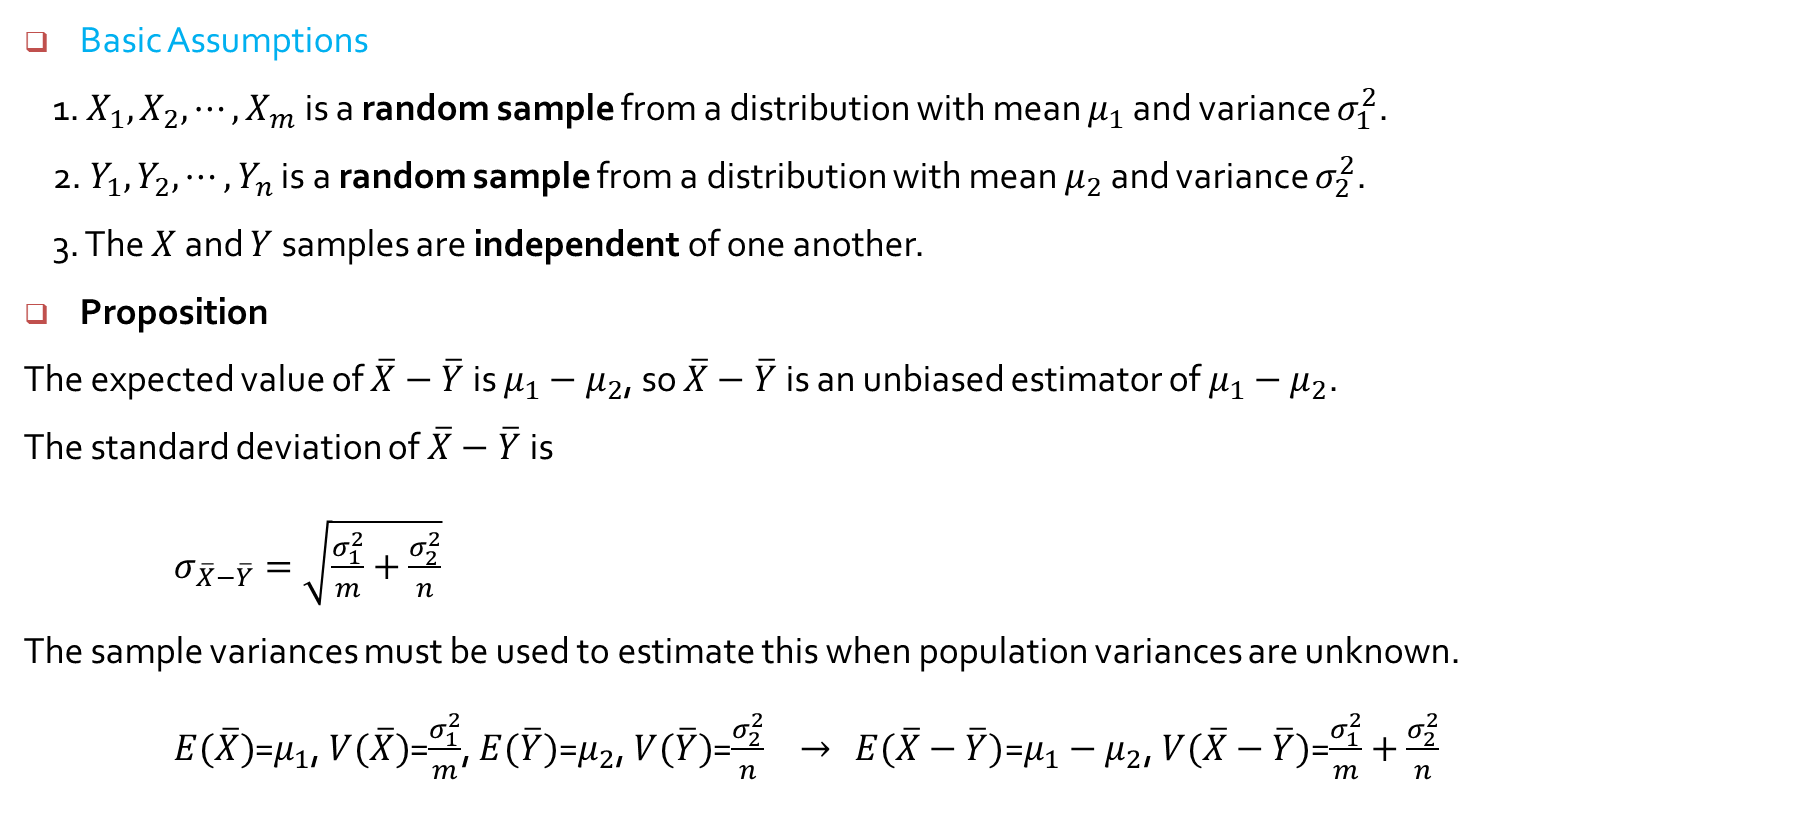 ❑ Basic Assumptions
1. X₁, X₂, ⋯ , Xₘ is a random sample from a distribution with mean μ₁ and variance σ₁².
2. Y₁, Y₂, ⋯ , Yₙ is a random sample from a distribution with mean μ₂ and variance σ₂².
3. The X and Y samples are independent of one another.
❑ Proposition
The expected value of X̄ − Ȳ is μ₁ − μ₂, so X̄ − Ȳ is an unbiased estimator of μ₁ − μ₂.
The standard deviation of X̄ − Ȳ is
σ_X̄−Ȳ = √(σ₁²/m + σ₂²/n)
The sample variances must be used to estimate this when population variances are unknown.
E(X̄)=μ₁, V(X̄)=σ₁²/m, E(Ȳ)=μ₂, V(Ȳ)=σ₂²/n → E(X̄ − Ȳ)=μ₁ − μ₂, V(X̄ − Ȳ)=σ₁²/m + σ₂²/n